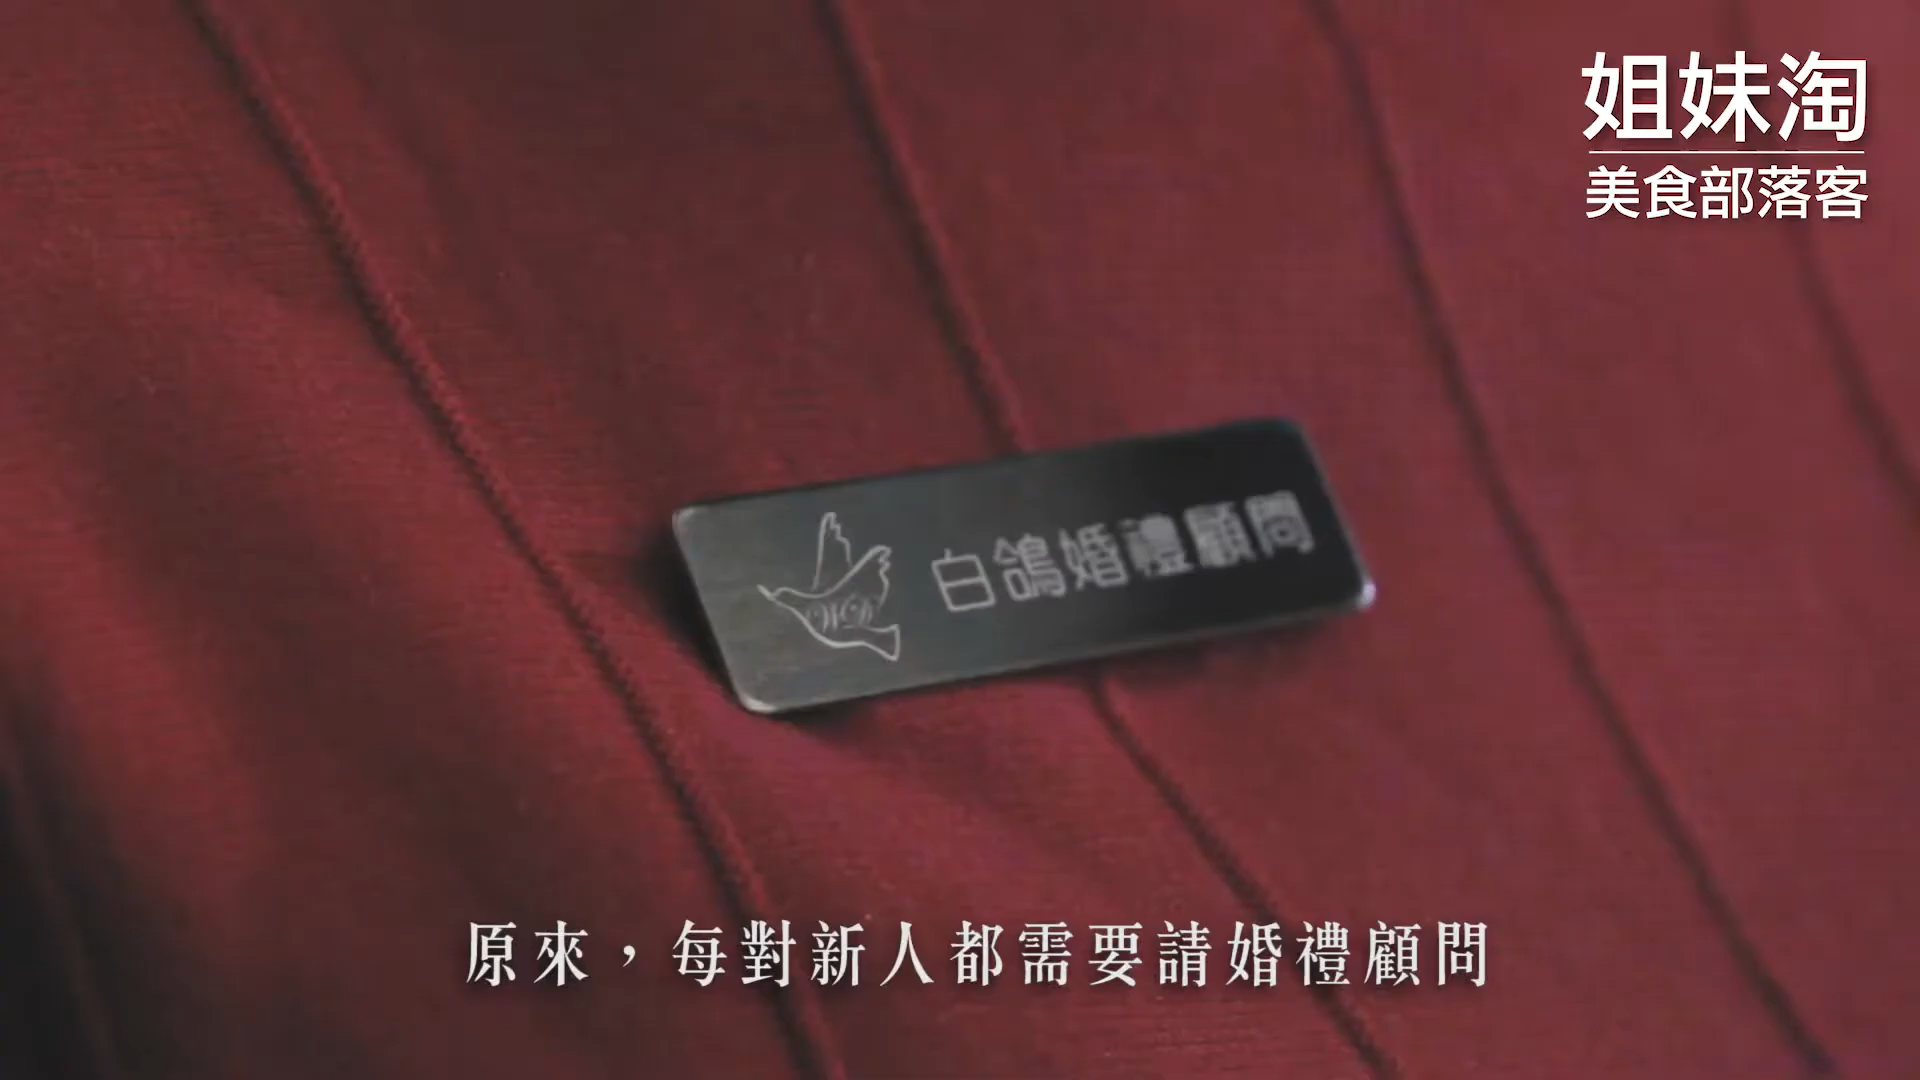 姐妹淘
美食部落客
白鴿婚禮顧問
原來，每對新人都需要請婚禮顧問